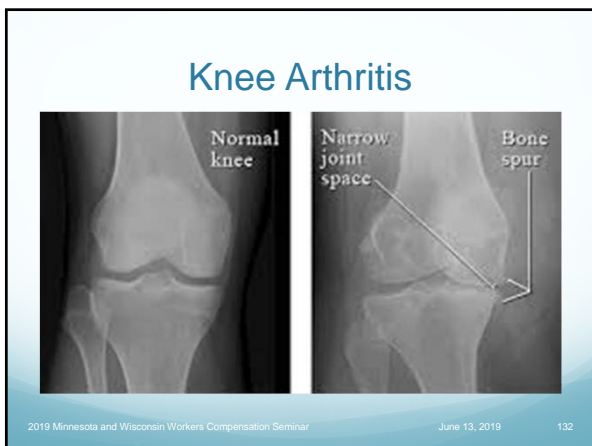 Knee Arthritis
Normal
knee
Narrow
joint
space
Bone
spur
2019 Minnesota and Wisconsin Workers Compensation Seminar June 13, 2019 132